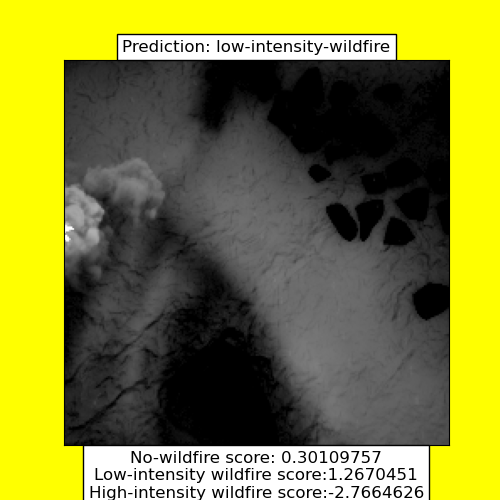 Prediction: low-intensity-wildfire
No-wildfire score: 0.30109757
Low-intensity wildfire score:1.2670451
High-intensity wildfire score:-2.7664626